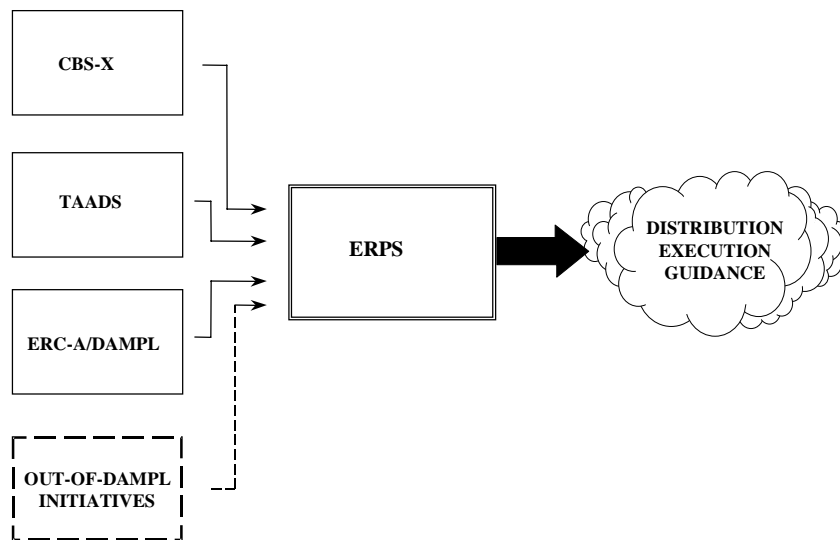 CBS-X
TAADS
ERC-A/DAMPL
OUT-OF-DAMPL
INITIATIVES
ERPS
DISTRIBUTION
EXECUTION
GUIDANCE